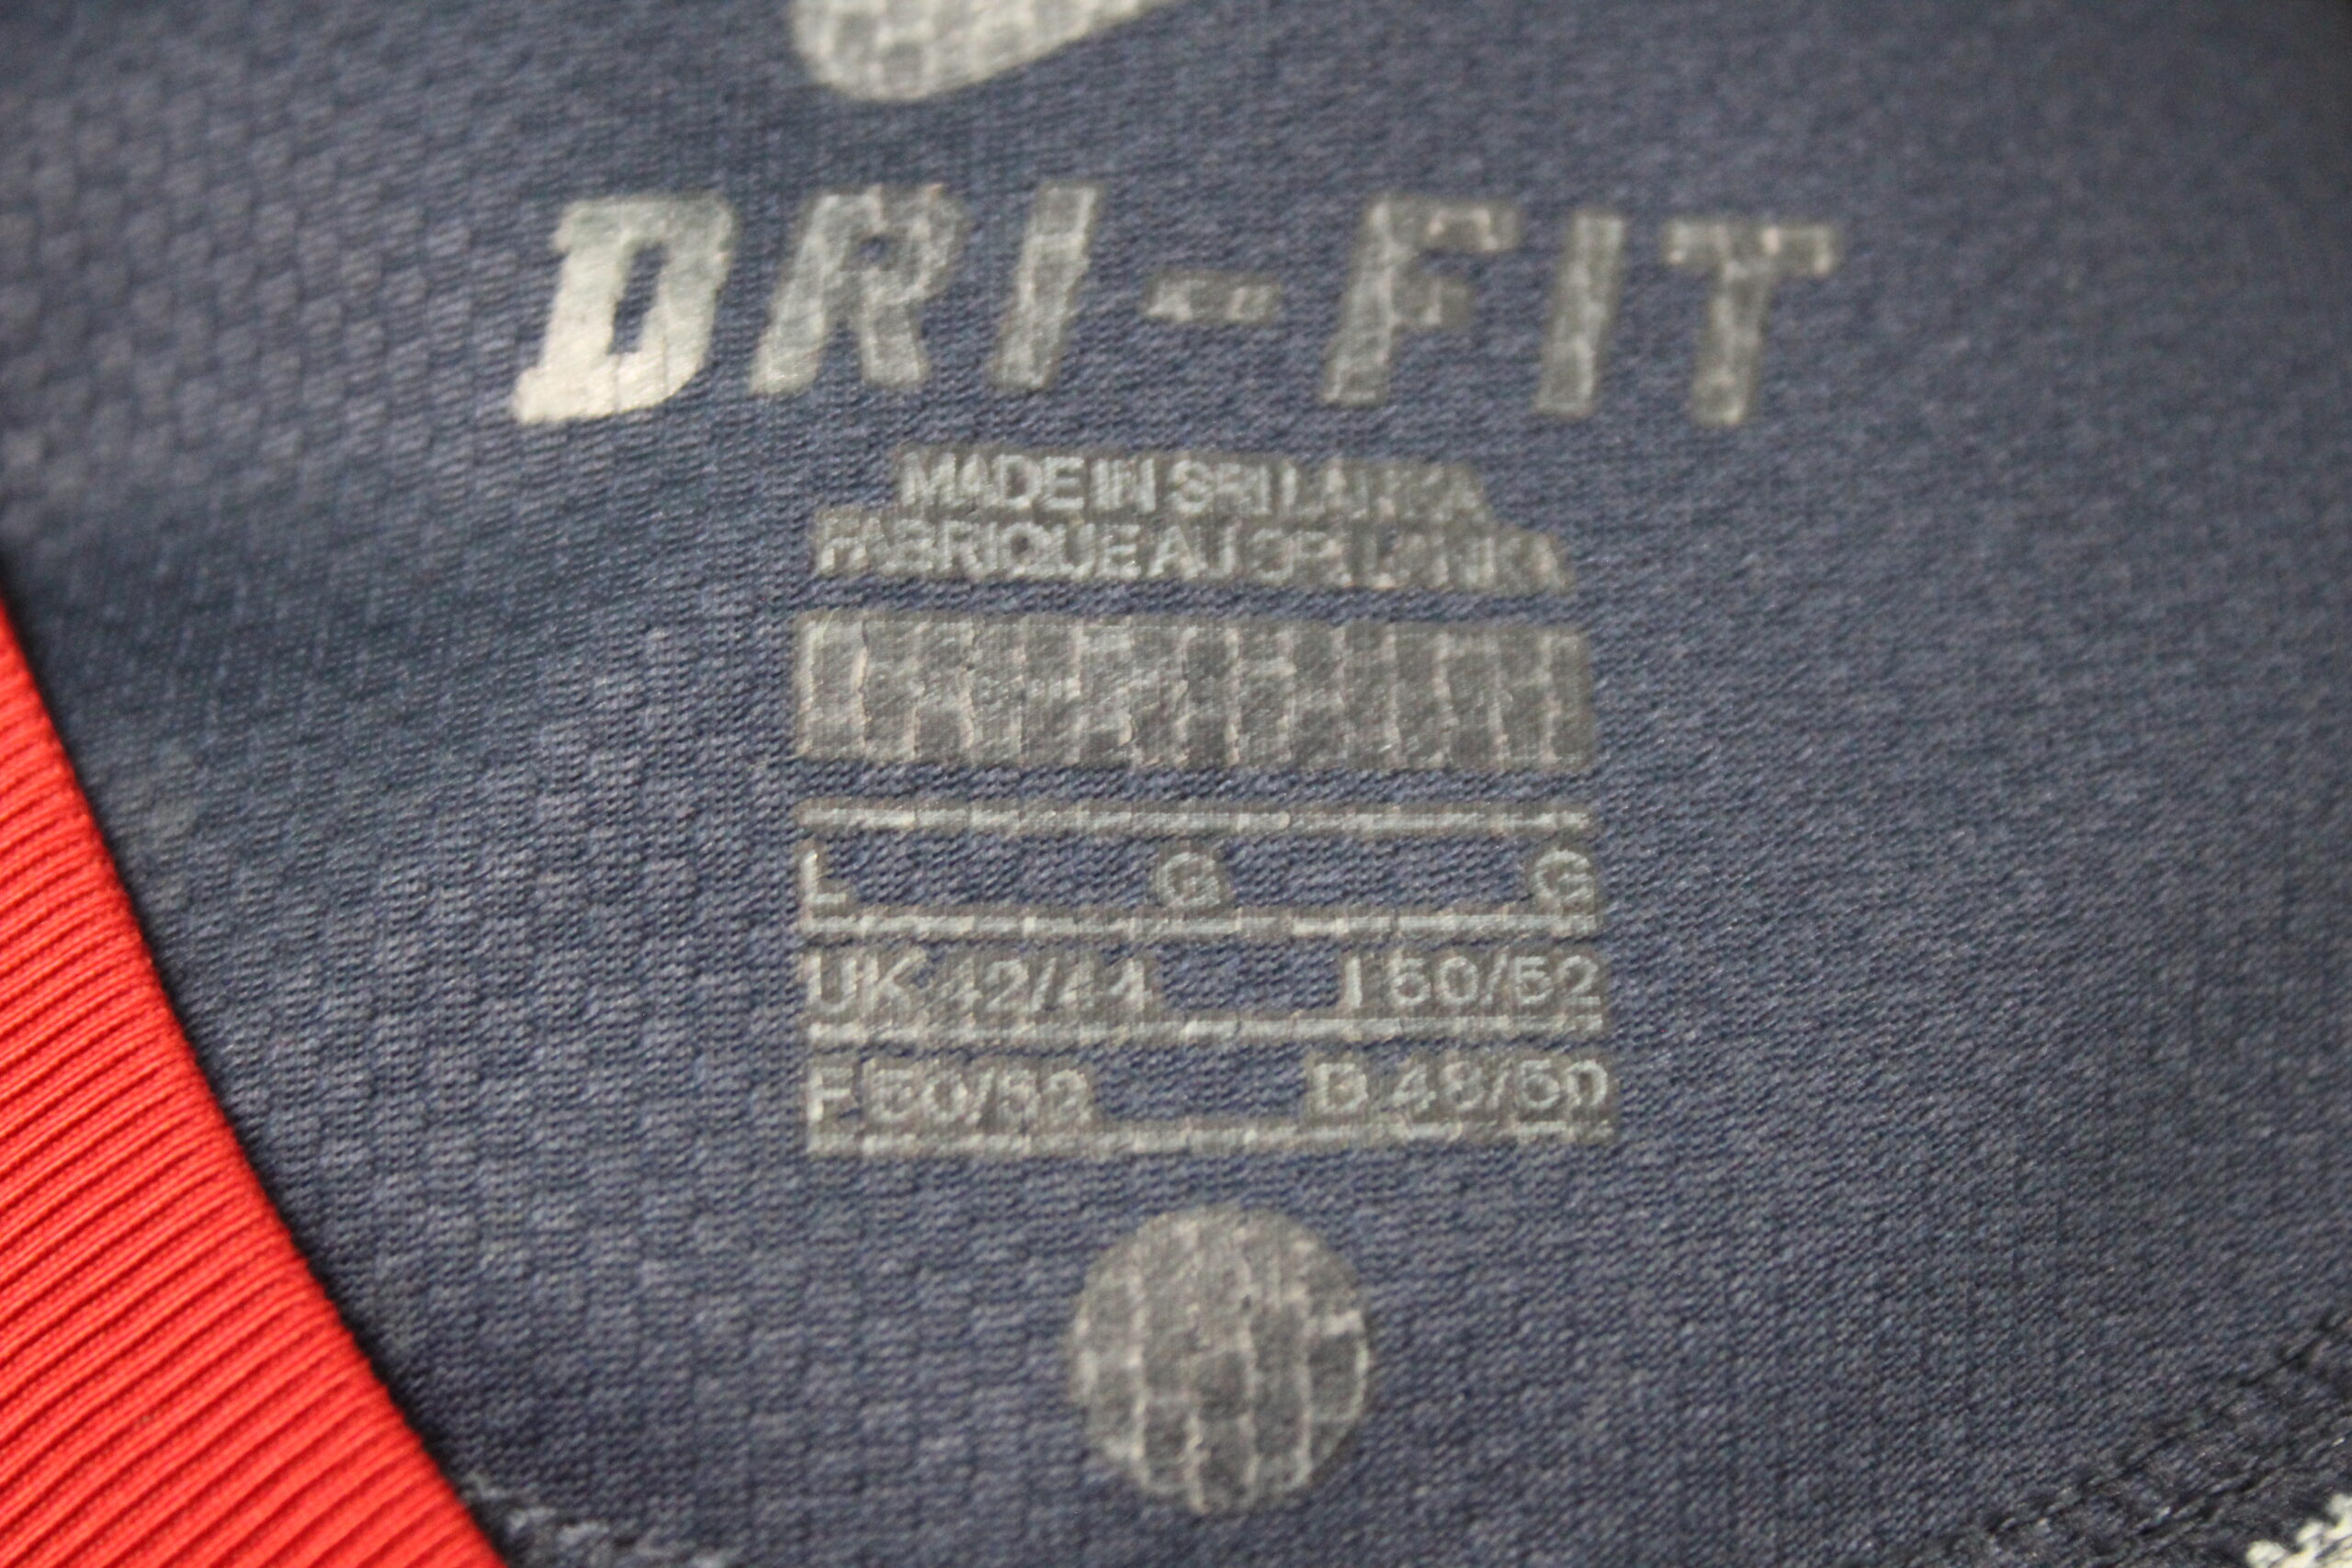 DRI-FIT
MADE IN SRI LANKA
FABRIQUE AU SRI LANKA
L G G
UK 42/44 I 50/52
F 50/52 D 48/50